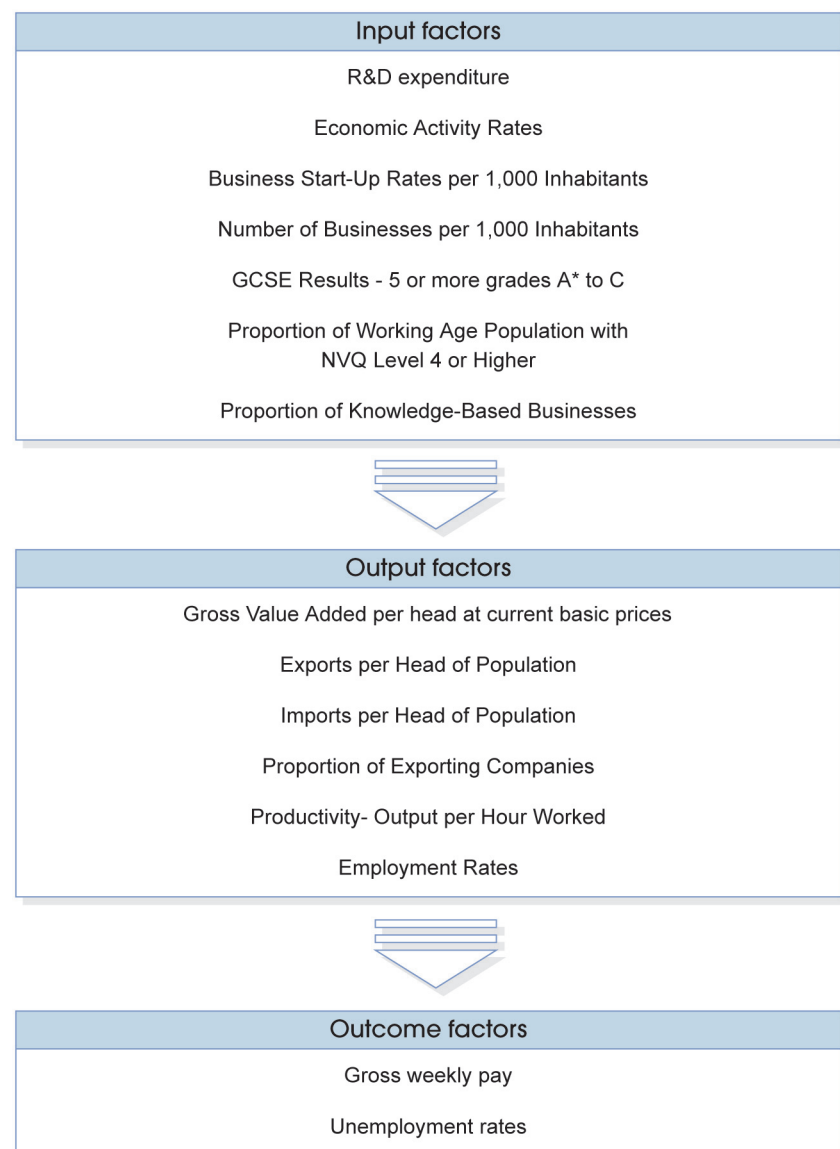 Input factors
R&D expenditure
Economic Activity Rates
Business Start-Up Rates per 1,000 Inhabitants
Number of Businesses per 1,000 Inhabitants
GCSE Results - 5 or more grades A* to C
Proportion of Working Age Population with
NVQ Level 4 or Higher
Proportion of Knowledge-Based Businesses
Output factors
Gross Value Added per head at current basic prices
Exports per Head of Population
Imports per Head of Population
Proportion of Exporting Companies
Productivity- Output per Hour Worked
Employment Rates
Outcome factors
Gross weekly pay
Unemployment rates